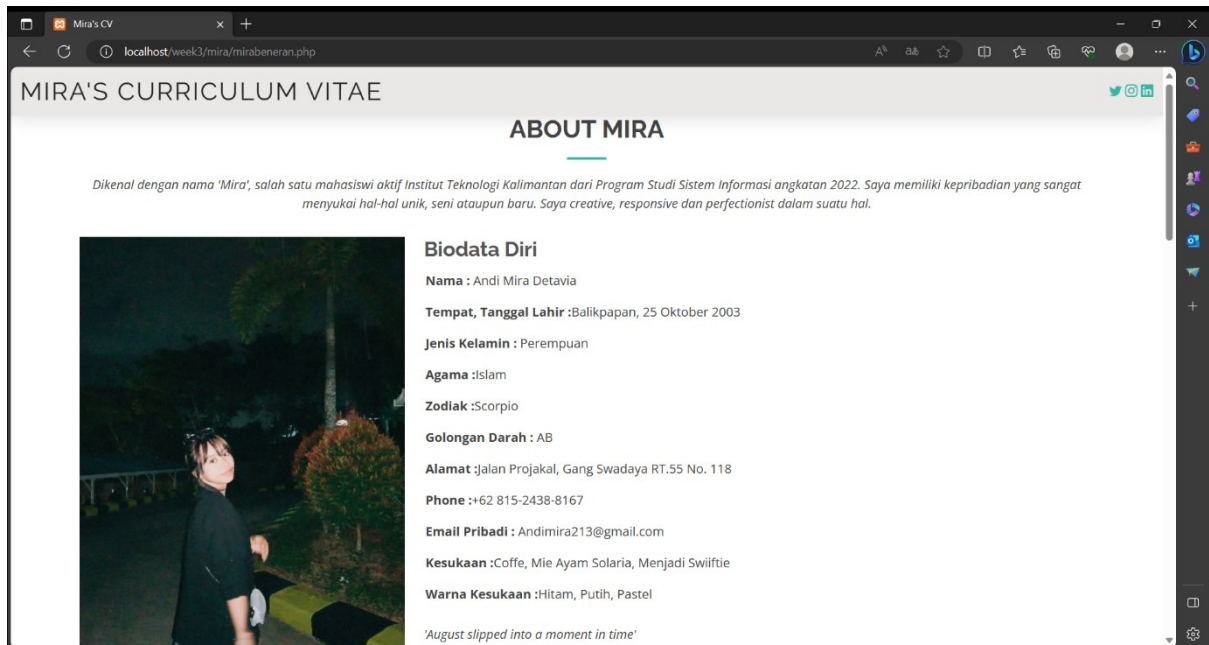 Mira's CV
localhost/week3/mira/mirabeneran.php
MIRA'S CURRICULUM VITAE
ABOUT MIRA
Dikenal dengan nama 'Mira', salah satu mahasiswi aktif Institut Teknologi Kalimantan dari Program Studi Sistem Informasi angkatan 2022. Saya memiliki kepribadian yang sangat
menyukai hal-hal unik, seni ataupun baru. Saya creative, responsive dan perfectionist dalam suatu hal.
Biodata Diri
Nama : Andi Mira Detavia
Tempat, Tanggal Lahir :Balikpapan, 25 Oktober 2003
Jenis Kelamin : Perempuan
Agama :Islam
Zodiak :Scorpio
Golongan Darah : AB
Alamat :Jalan Projakal, Gang Swadaya RT.55 No. 118
Phone :+62 815-2438-8167
Email Pribadi : Andimira213@gmail.com
Kesukaan :Coffe, Mie Ayam Solaria, Menjadi Swiiftie
Warna Kesukaan :Hitam, Putih, Pastel
'August slipped into a moment in time'